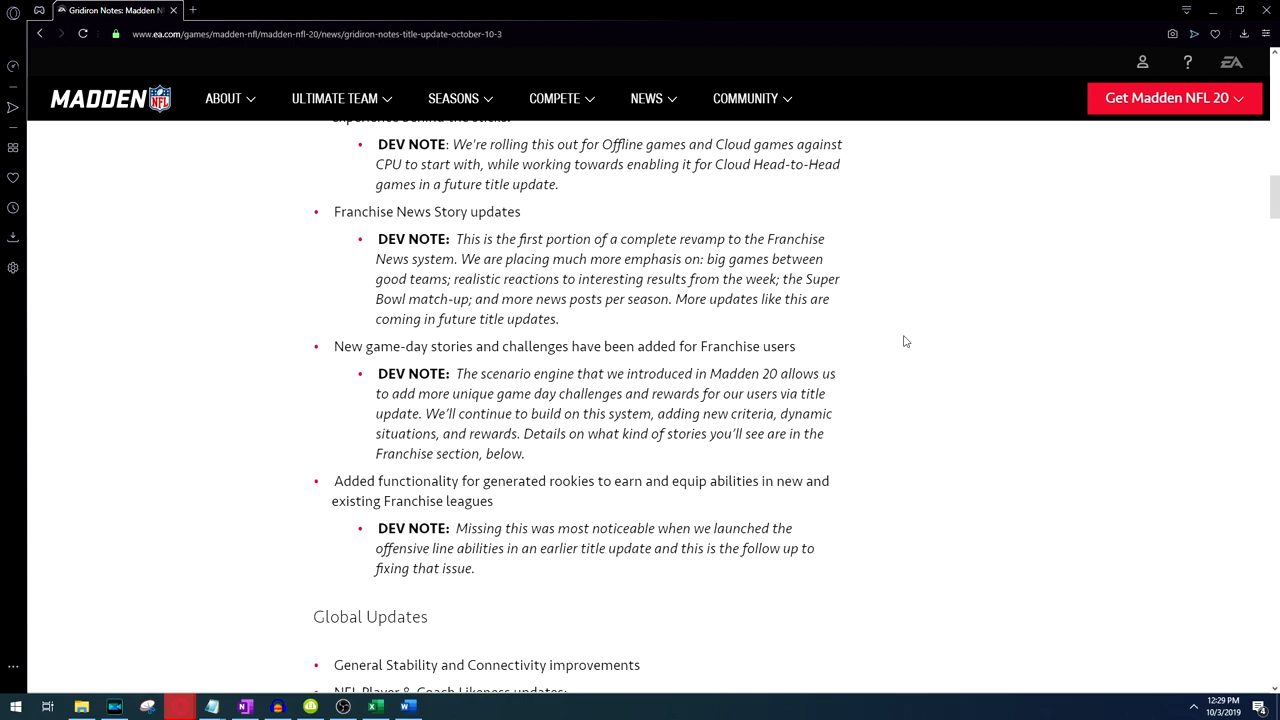 Gridiron Notes: Madden N
www.ea.com/games/madden-nfl/madden-nfl-20/news/gridiron-notes-title-update-october-10-3
EA
MADDEN NFL ABOUT ULTIMATE TEAM SEASONS COMPETE NEWS COMMUNITY Get Madden NFL 20
experience behind the sticks.
• DEV NOTE: We're rolling this out for Offline games and Cloud games against
CPU to start with, while working towards enabling it for Cloud Head-to-Head
games in a future title update.
• Franchise News Story updates
• DEV NOTE: This is the first portion of a complete revamp to the Franchise
News system. We are placing much more emphasis on: big games between
good teams; realistic reactions to interesting results from the week; the Super
Bowl match-up; and more news posts per season. More updates like this are
coming in future title updates.
• New game-day stories and challenges have been added for Franchise users
• DEV NOTE: The scenario engine that we introduced in Madden 20 allows us
to add more unique game day challenges and rewards for our users via title
update. We'll continue to build on this system, adding new criteria, dynamic
situations, and rewards. Details on what kind of stories you'll see are in the
Franchise section, below.
• Added functionality for generated rookies to earn and equip abilities in new and
existing Franchise leagues
• DEV NOTE: Missing this was most noticeable when we launched the
offensive line abilities in an earlier title update and this is the follow up to
fixing that issue.
Global Updates
• General Stability and Connectivity improvements
• NFL Player & Coach Likeness updates:
12:29 PM
10/3/2019